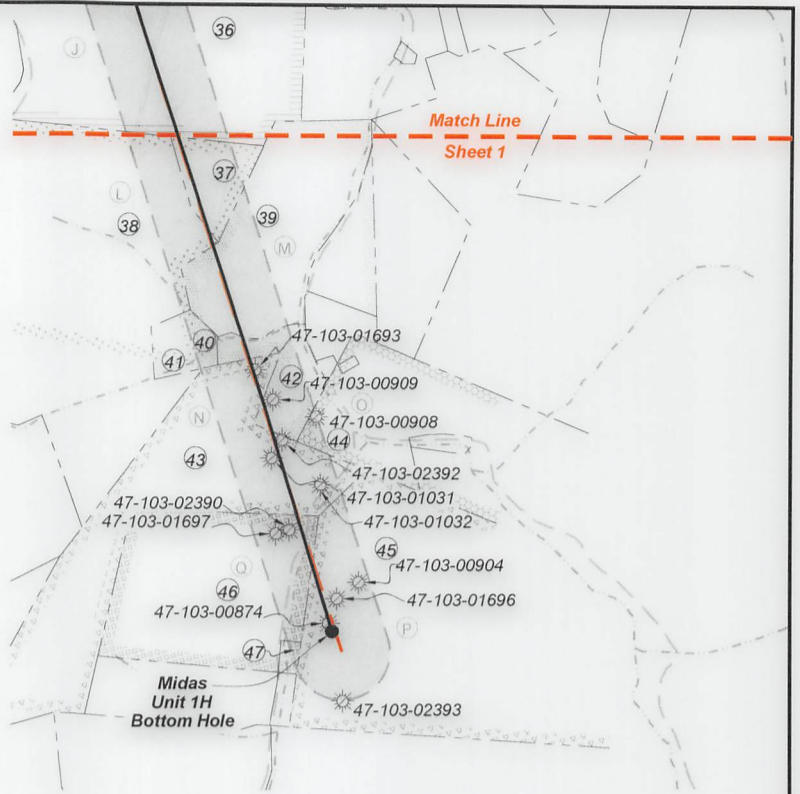 36
J
Match Line
Sheet 1
37
L
38
39
M
47-103-01693
40
41
42
47-103-00909
O
N
47-103-00908
44
43
47-103-02392
47-103-01031
47-103-02390
47-103-01697
47-103-01032
45
47-103-00904
Q
46
47-103-01696
47-103-00874
P
47
Midas
Unit 1H
Bottom Hole
47-103-02393